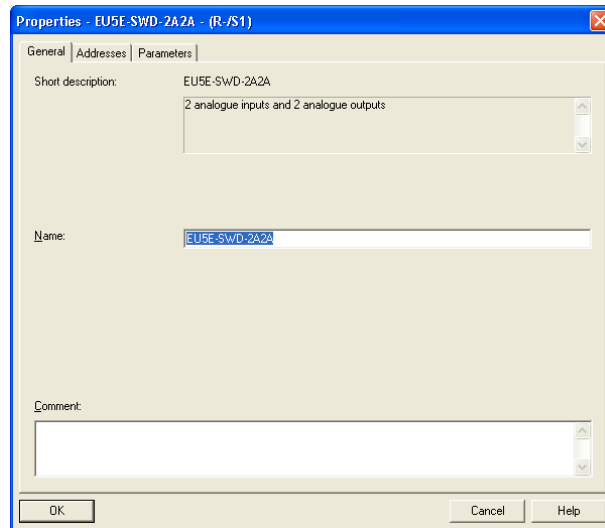 Properties - EU5E-SWD-2A2A - (R-/S1)
General Addresses Parameters
Short description: EU5E-SWD-2A2A
2 analogue inputs and 2 analogue outputs
Name: EU5E-SWD-2A2A
Comment:
OK Cancel Help